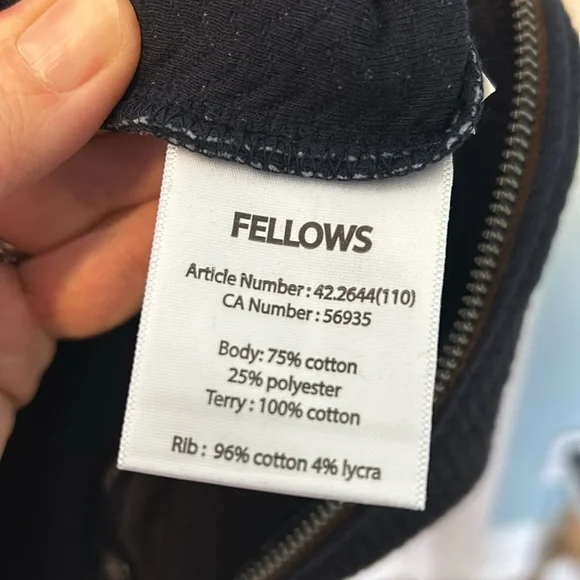 FELLOWS
Article Number : 42.2644(110)
CA Number : 56935
Body: 75% cotton
25% polyester
Terry : 100% cotton
Rib : 96% cotton 4% lycra